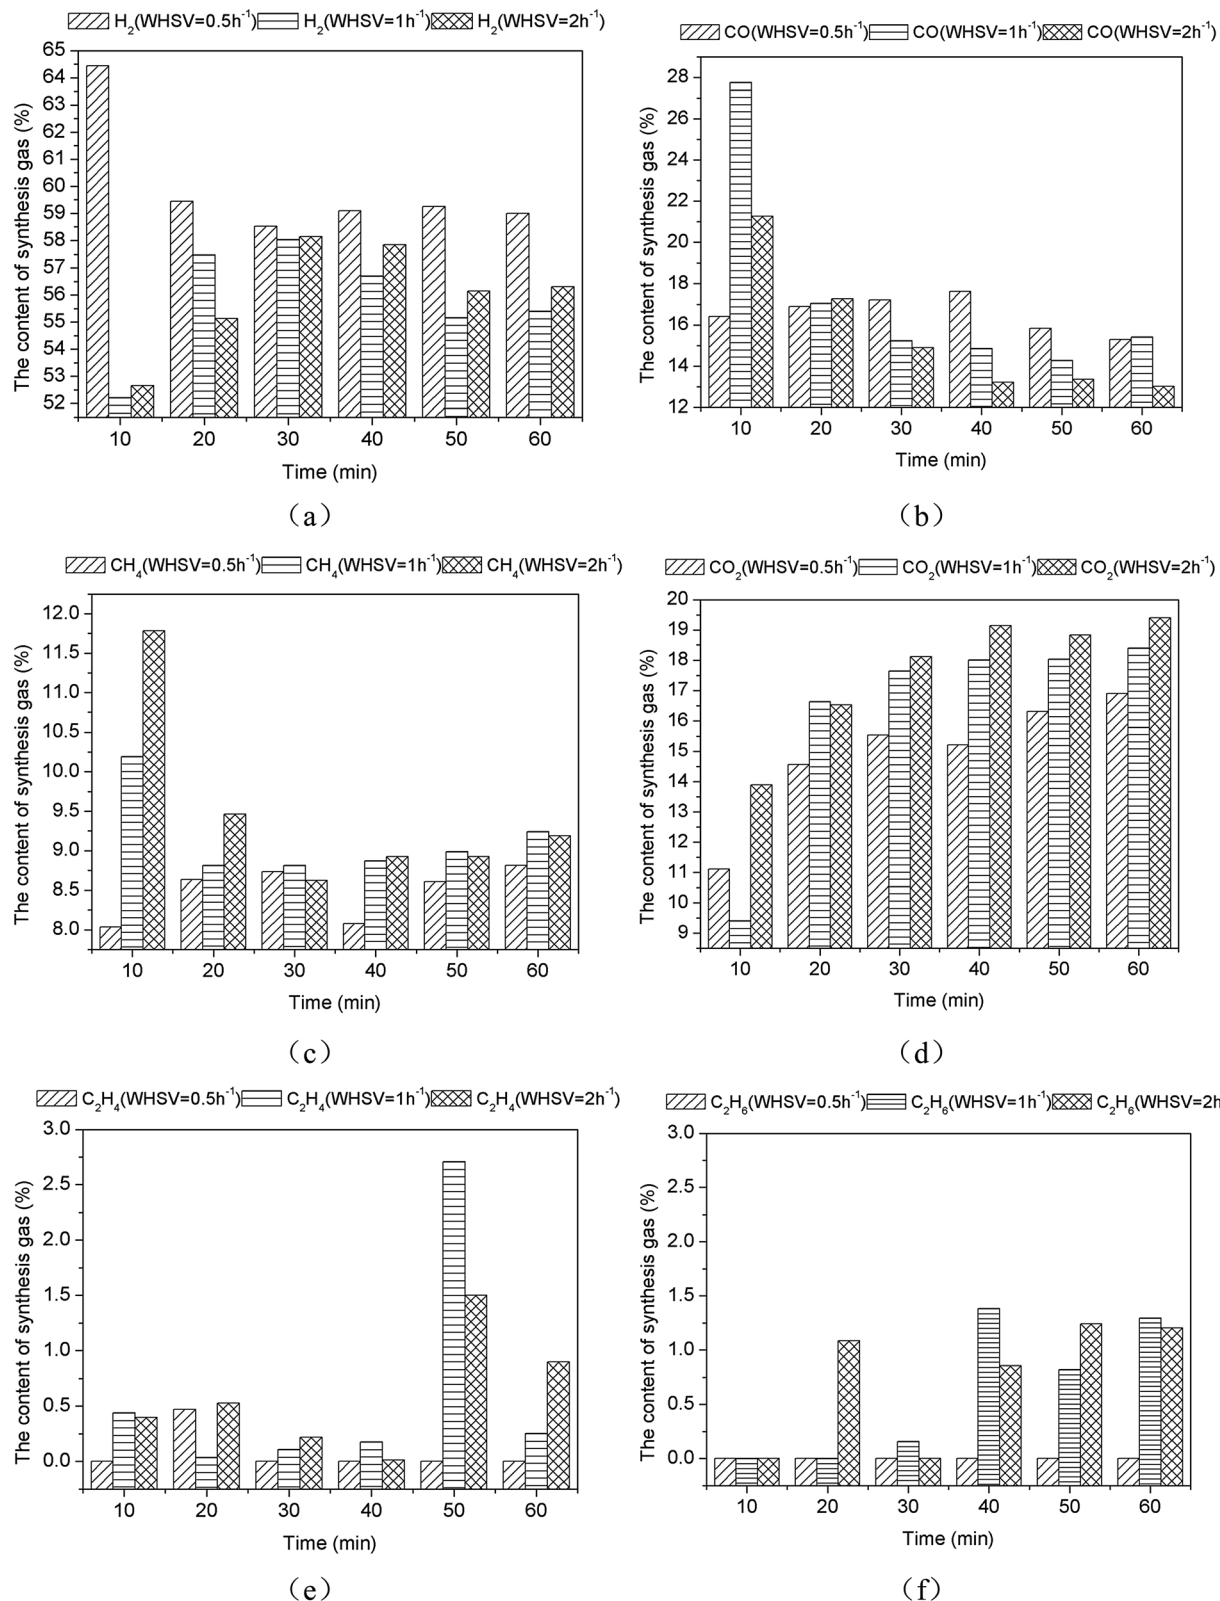 H2(WHSV=0.5h-1) H2(WHSV=1h-1) H2(WHSV=2h-1)
The content of synthesis gas (%)
65
64
63
62
61
60
59
58
57
56
55
54
53
52
10 20 30 40 50 60
Time (min)
(a)
CO(WHSV=0.5h-1) CO(WHSV=1h-1) CO(WHSV=2h-1)
The content of synthesis gas (%)
28
26
24
22
20
18
16
14
12
10 20 30 40 50 60
Time (min)
(b)
CH4(WHSV=0.5h-1) CH4(WHSV=1h-1) CH4(WHSV=2h-1)
The content of synthesis gas (%)
12.0
11.5
11.0
10.5
10.0
9.5
9.0
8.5
8.0
10 20 30 40 50 60
Time (min)
(c)
CO2(WHSV=0.5h-1) CO2(WHSV=1h-1) CO2(WHSV=2h-1)
The content of synthesis gas (%)
20
19
18
17
16
15
14
13
12
11
10
9
10 20 30 40 50 60
Time (min)
(d)
C2H4(WHSV=0.5h-1) C2H4(WHSV=1h-1) C2H4(WHSV=2h-1)
The content of synthesis gas (%)
3.0
2.5
2.0
1.5
1.0
0.5
0.0
10 20 30 40 50 60
Time (min)
(e)
C2H6(WHSV=0.5h-1) C2H6(WHSV=1h-1) C2H6(WHSV=2h
The content of synthesis gas (%)
3.0
2.5
2.0
1.5
1.0
0.5
0.0
10 20 30 40 50 60
Time (min)
(f)